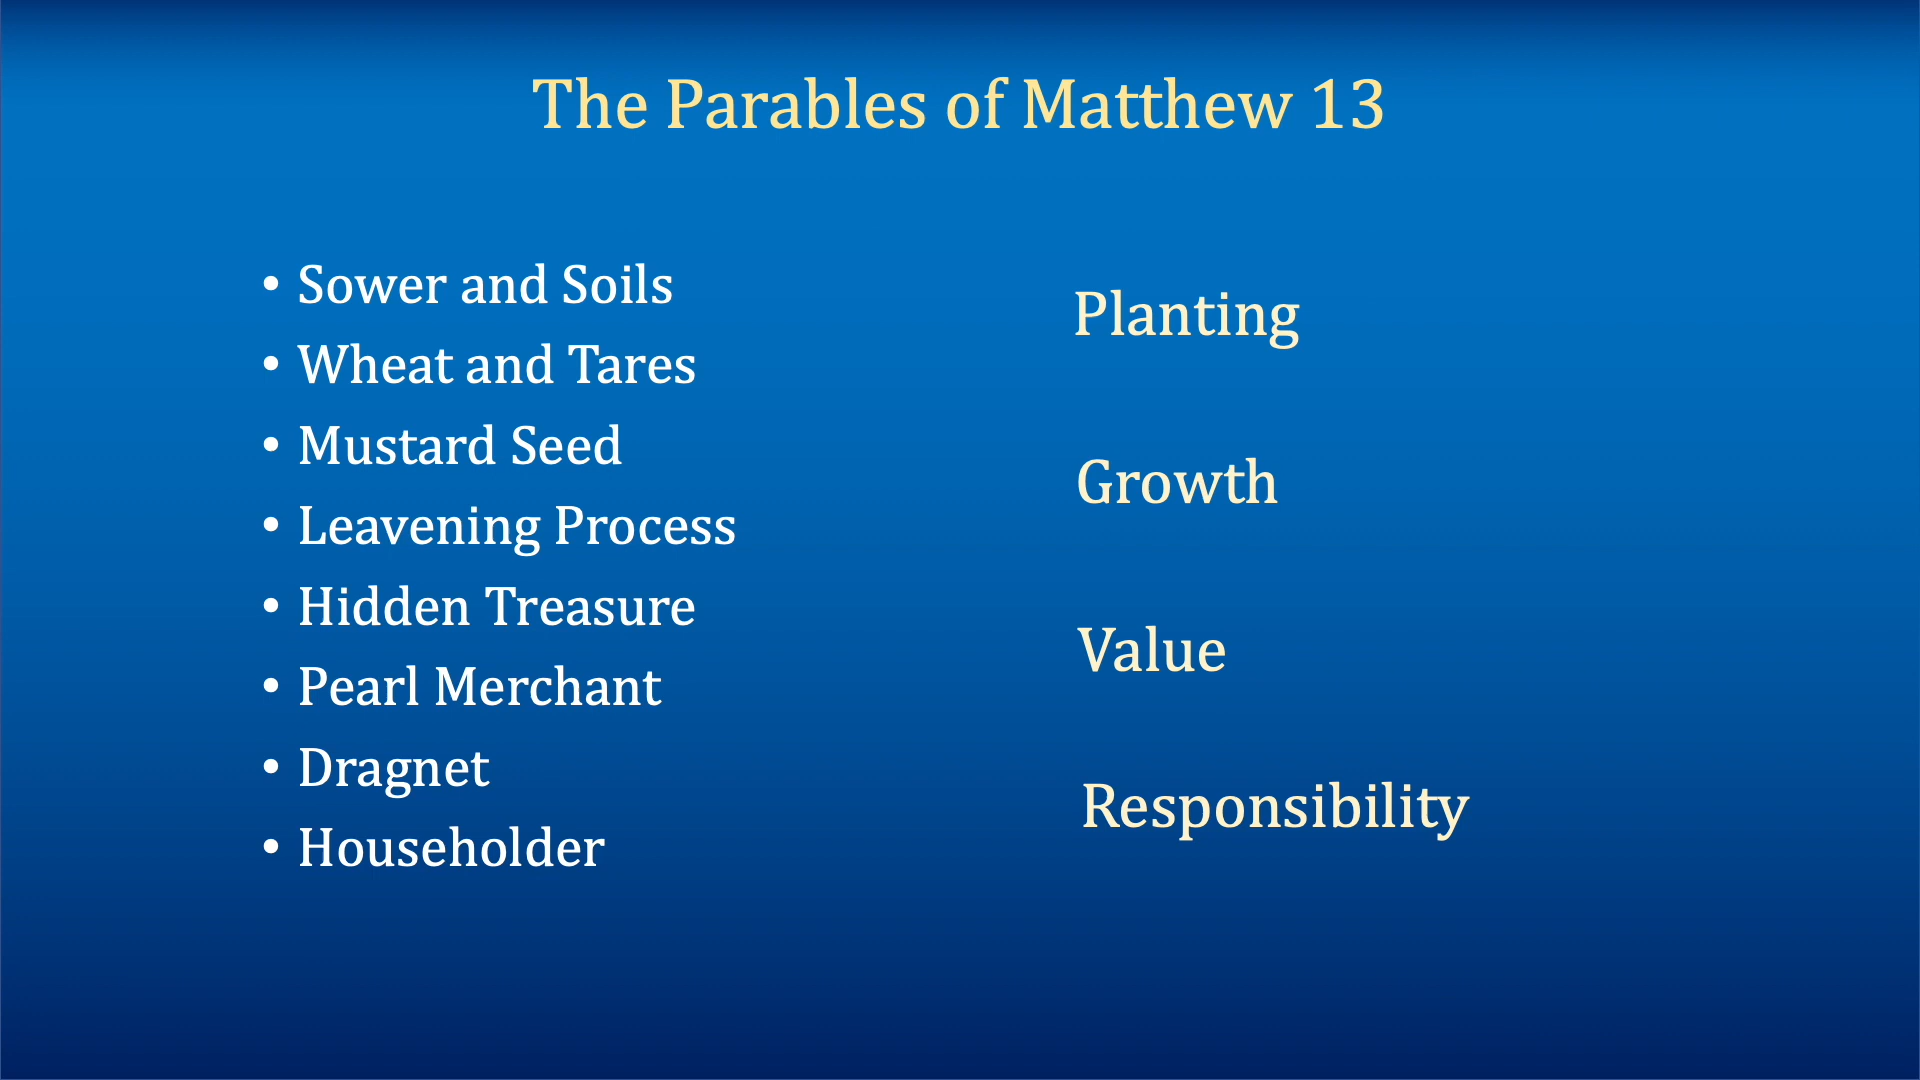 The Parables of Matthew 13
• Sower and Soils
• Wheat and Tares
• Mustard Seed
• Leavening Process
• Hidden Treasure
• Pearl Merchant
• Dragnet
• Householder
Planting
Growth
Value
Responsibility